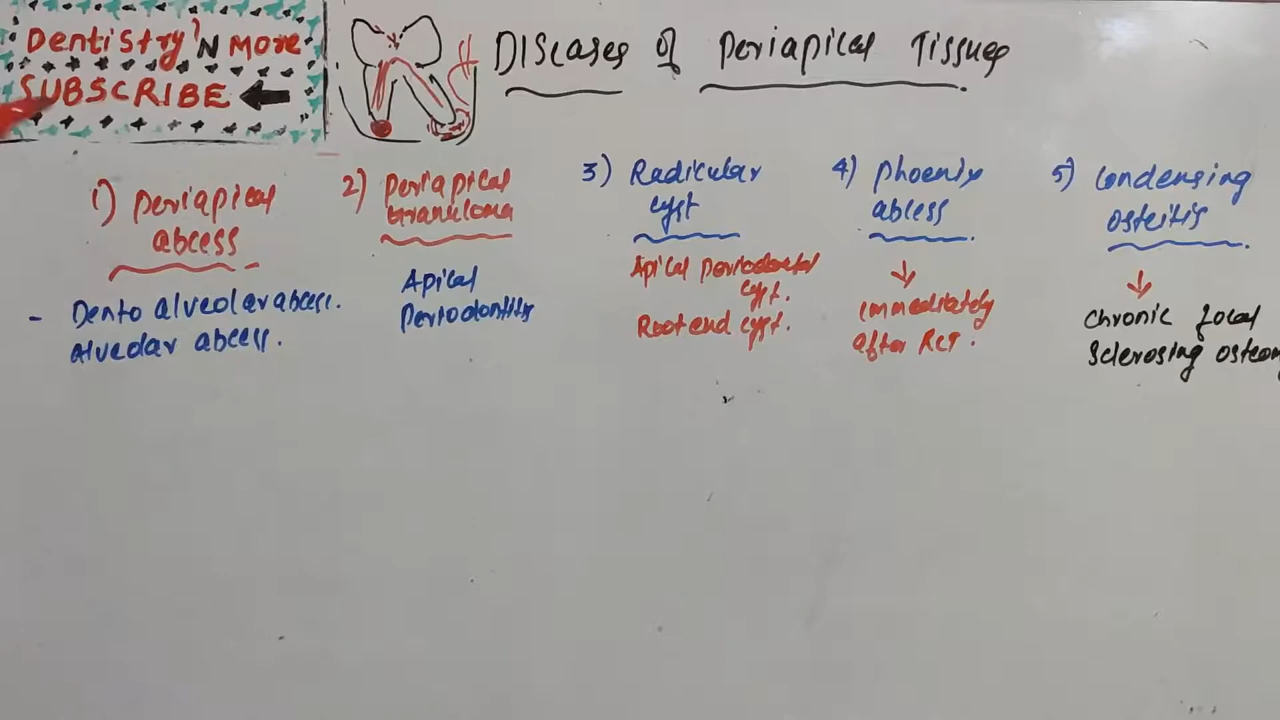 Dentistry'N More
SUBSCRIBE
Diseases of Periapical Tissues
1) Periapical
abcess
- Dento alveolar abcess.
Alveolar abcess.
2) Periapical
Granuloma
Apical
Periodontitis
3) Radicular
cyst
Apical periodontal
cyst.
Root end cyst.
4) Phoenix
abcess
immediately
after RCT.
5) Condensing
osteitis
chronic focal
Sclerosing osteom